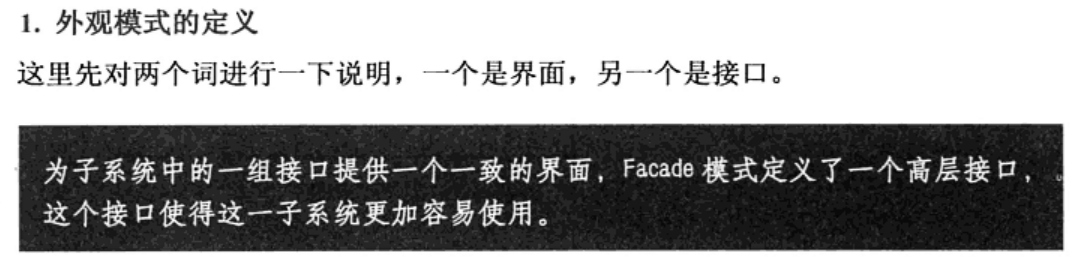 1. 外观模式的定义
这里先对两个词进行一下说明，一个是界面，另一个是接口。
为子系统中的一组接口提供一个一致的界面，Facade 模式定义了一个高层接口，
这个接口使得这一子系统更加容易使用。